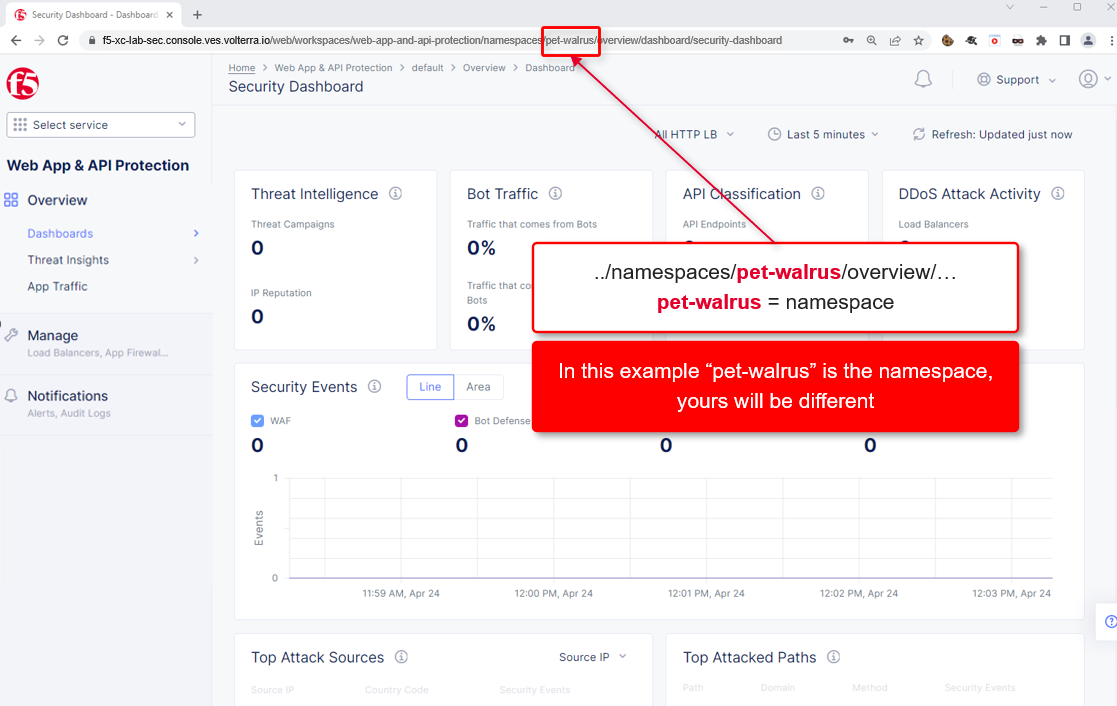 Security Dashboard - Dashboard
f5-xc-lab-sec.console.ves.volterra.io/web/workspaces/web-app-and-api-protection/namespaces/pet-walrus/overview/dashboard/security-dashboard
f5
Home > Web App & API Protection > default > Overview > Dashboard
Security Dashboard
Support
Select service
All HTTP LB
Last 5 minutes
Refresh: Updated just now
Web App & API Protection
Overview
Dashboards
Threat Insights
App Traffic
Manage
Load Balancers, App Firewal...
Notifications
Alerts, Audit Logs
Threat Intelligence
Threat Campaigns
0
IP Reputation
0
Bot Traffic
Traffic that comes from Bots
0%
Traffic that co
Bots
0%
API Classification
API Endpoints
DDoS Attack Activity
Load Balancers
../namespaces/pet-walrus/overview/…
pet-walrus = namespace
In this example “pet-walrus” is the namespace,
yours will be different
Security Events
Line
Area
WAF
0
Bot Defense
0
0
0
Events
1
0
11:59 AM, Apr 24
12:00 PM, Apr 24
12:01 PM, Apr 24
12:02 PM, Apr 24
12:03 PM, Apr 24
Top Attack Sources
Source IP
Source IP
Country Code
Security Events
Top Attacked Paths
Path
Domain
Method
Security Events